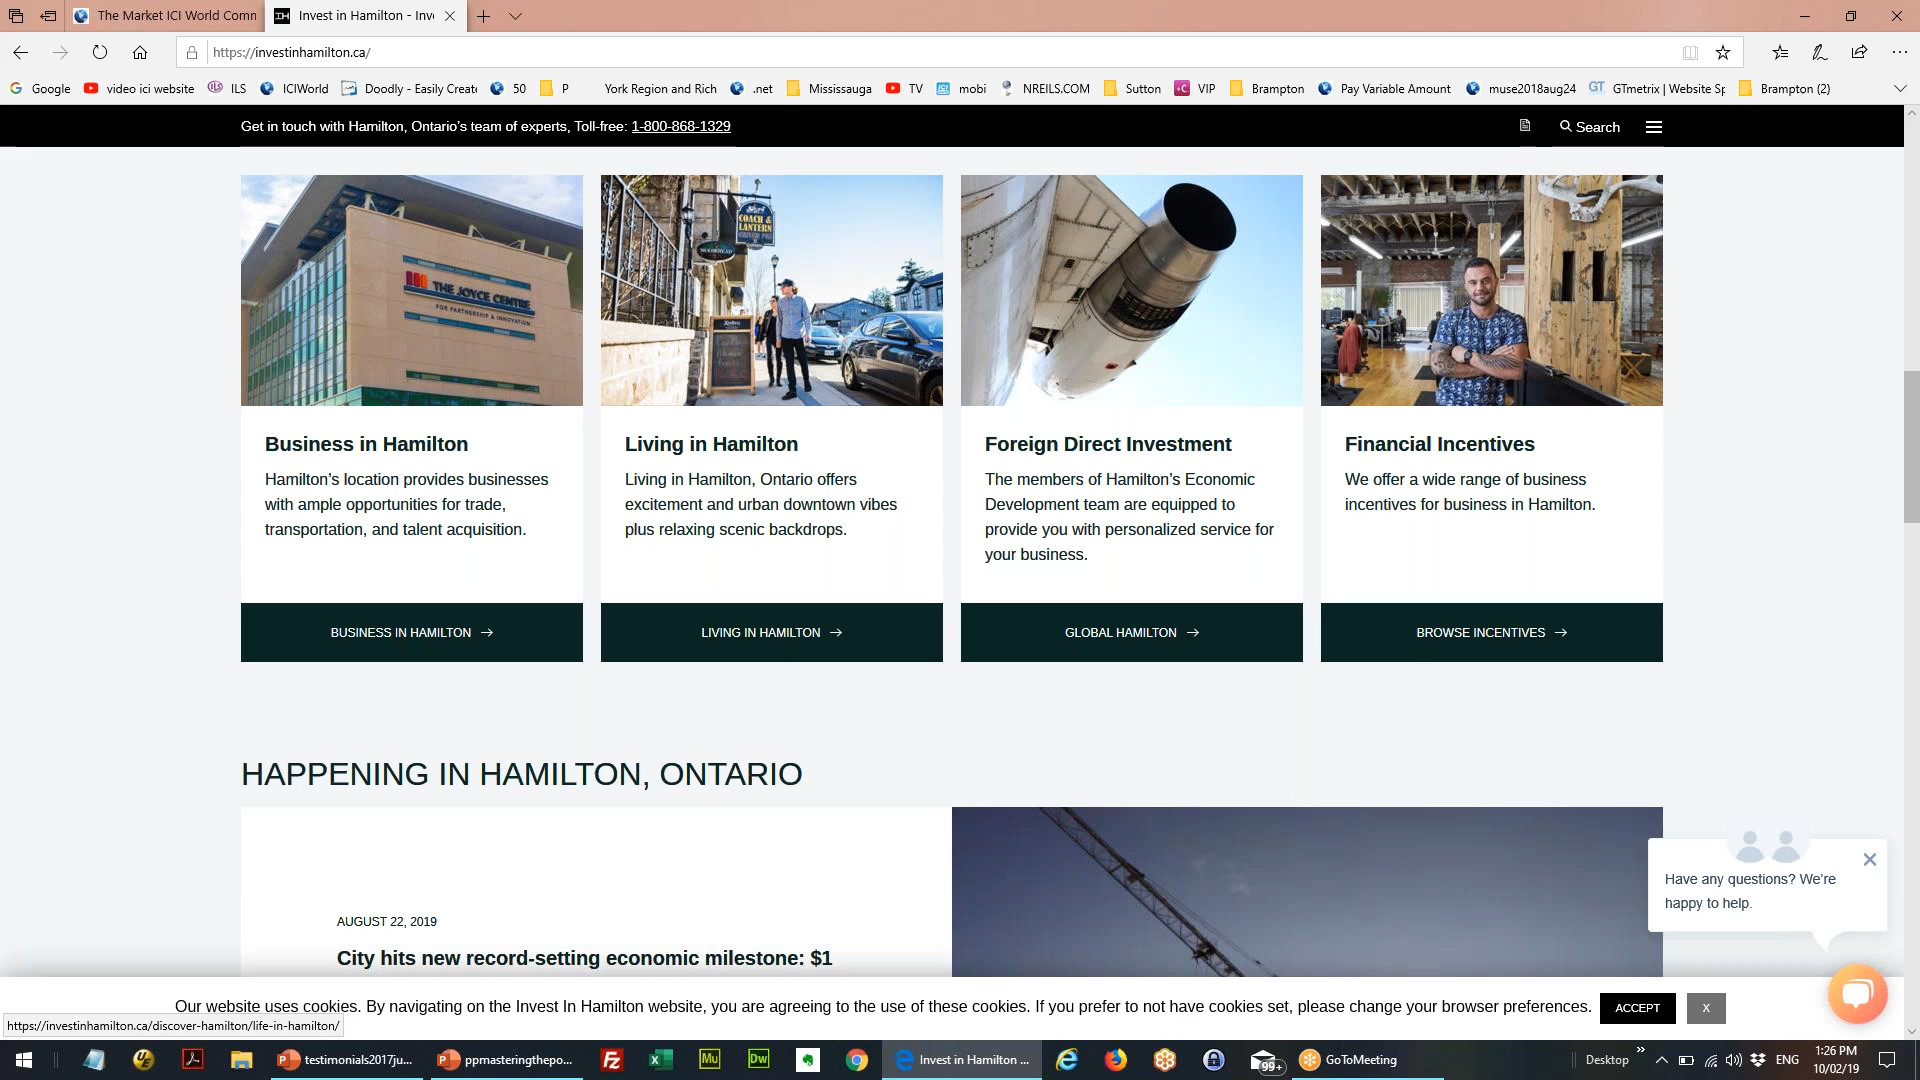 The Market ICI World Comm
Invest in Hamilton - Inv
https://investinhamilton.ca/
Google
video ici website
ILS
ICIWorld
Doodly - Easily Create
50
P
York Region and Rich
.net
Mississauga
TV
mobi
NREILS.COM
Sutton
VIP
Brampton
Pay Variable Amount
muse2018aug24
GT GTmetrix | Website Sp
Brampton (2)
Get in touch with Hamilton, Ontario's team of experts, Toll-free: 1-800-868-1329
Search
THE JOYCE CENTRE
FOR PARTNERSHIP & INNOVATION
COACH &
LANTERN
Business in Hamilton
Hamilton's location provides businesses
with ample opportunities for trade,
transportation, and talent acquisition.
BUSINESS IN HAMILTON
Living in Hamilton
Living in Hamilton, Ontario offers
excitement and urban downtown vibes
plus relaxing scenic backdrops.
LIVING IN HAMILTON
Foreign Direct Investment
The members of Hamilton's Economic
Development team are equipped to
provide you with personalized service for
your business.
GLOBAL HAMILTON
Financial Incentives
We offer a wide range of business
incentives for business in Hamilton.
BROWSE INCENTIVES
HAPPENING IN HAMILTON, ONTARIO
AUGUST 22, 2019
City hits new record-setting economic milestone: $1
Have any questions? We're
happy to help.
Our website uses cookies. By navigating on the Invest In Hamilton website, you are agreeing to the use of these cookies. If you prefer to not have cookies set, please change your browser preferences.
ACCEPT
X
https://investinhamilton.ca/discover-hamilton/life-in-hamilton/
testimonials2017ju...
ppmasteringthepo...
Mu
Dw
Invest in Hamilton ...
99+
GoToMeeting
Desktop
ENG
1:26 PM
10/02/19